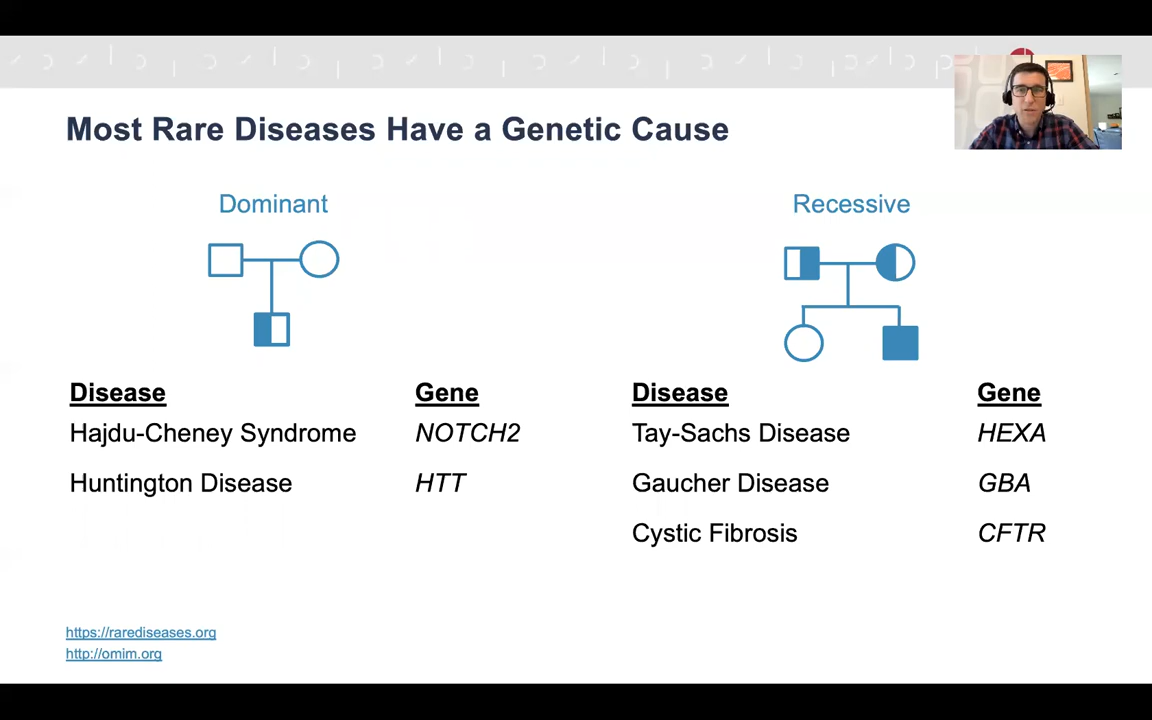 Most Rare Diseases Have a Genetic Cause
Dominant
Recessive
Disease Gene
Hajdu-Cheney Syndrome NOTCH2
Huntington Disease HTT
Disease Gene
Tay-Sachs Disease HEXA
Gaucher Disease GBA
Cystic Fibrosis CFTR
https://rarediseases.org
http://omim.org